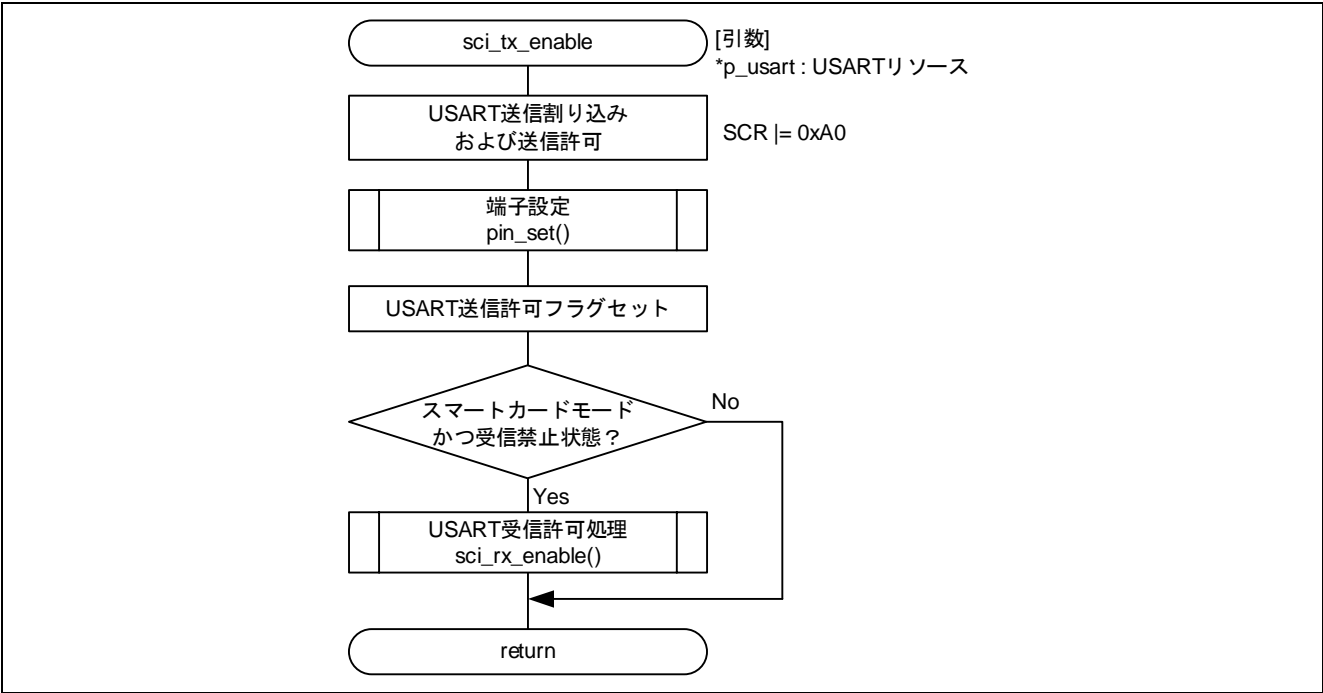 sci_tx_enable
[引数]
*p_usart : USARTリソース
USART送信割り込み
および送信許可
SCR |= 0xA0
端子設定
pin_set()
USART送信許可フラグセット
スマートカードモード
かつ受信禁止状態？
No
Yes
USART受信許可処理
sci_rx_enable()
return